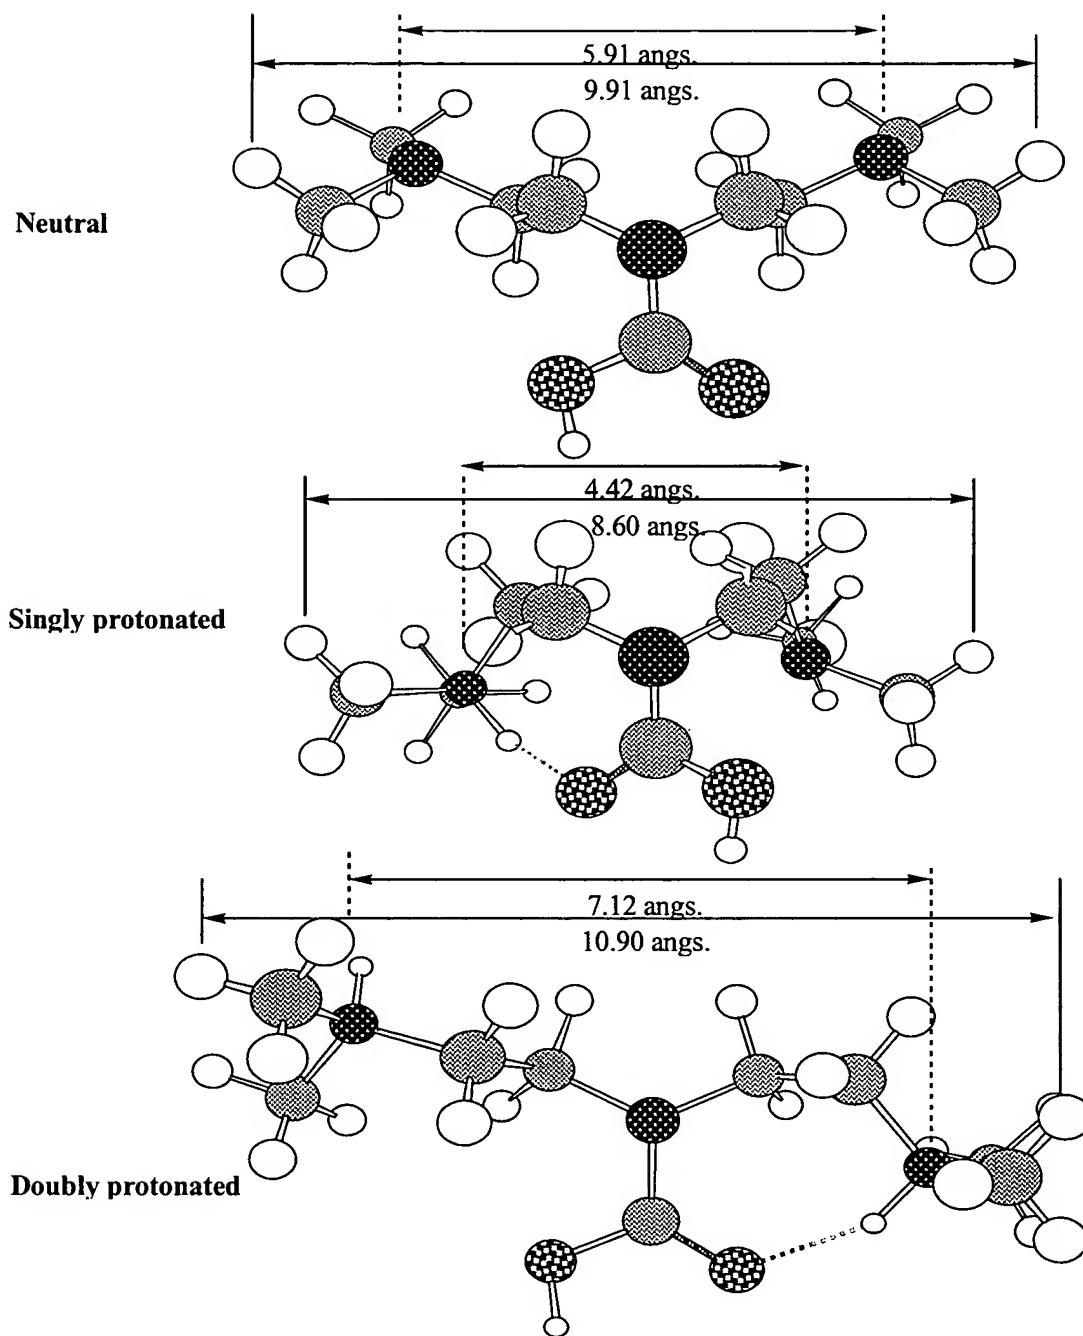 5.91 angs.
9.91 angs.
Neutral
4.42 angs.
8.60 angs.
Singly protonated
7.12 angs.
10.90 angs.
Doubly protonated